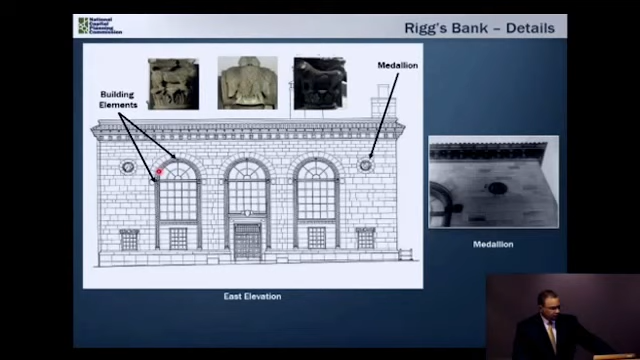 National
Capital
Planning
Commission
Rigg's Bank – Details
Medallion
Building
Elements
Medallion
East Elevation